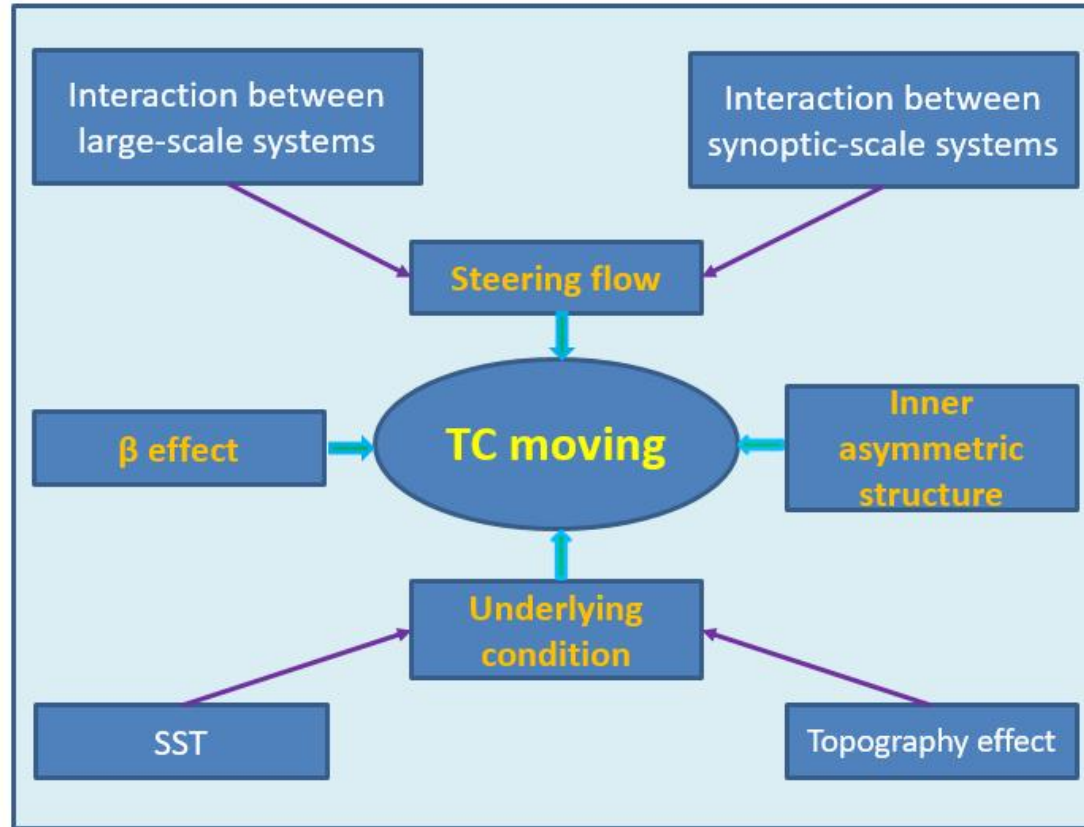 Interaction between
large-scale systems
Interaction between
synoptic-scale systems
Steering flow
β effect
TC moving
Inner
asymmetric
structure
Underlying
condition
SST
Topography effect